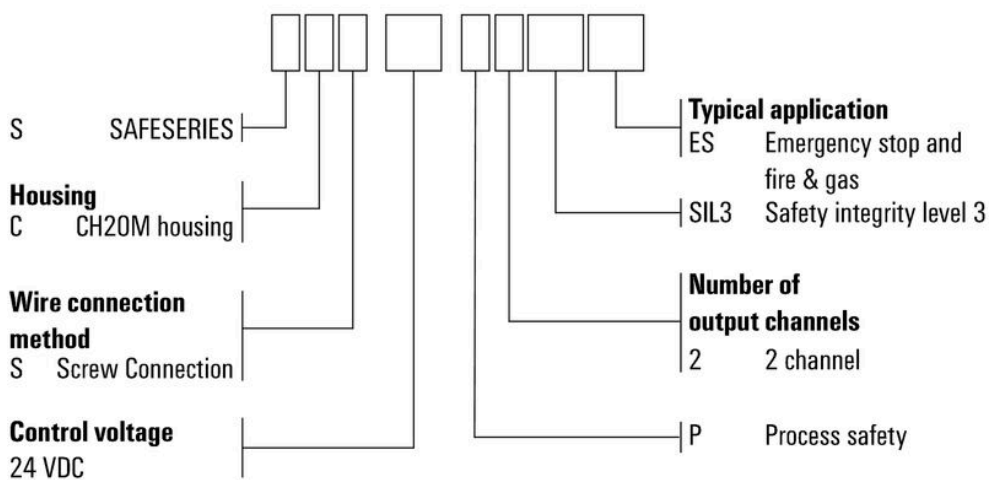 S SAFESERIES
Housing
C CH20M housing
Wire connection
method
S Screw Connection
Control voltage
24 VDC
Typical application
ES Emergency stop and
fire & gas
SIL3 Safety integrity level 3
Number of
output channels
2 2 channel
P Process safety